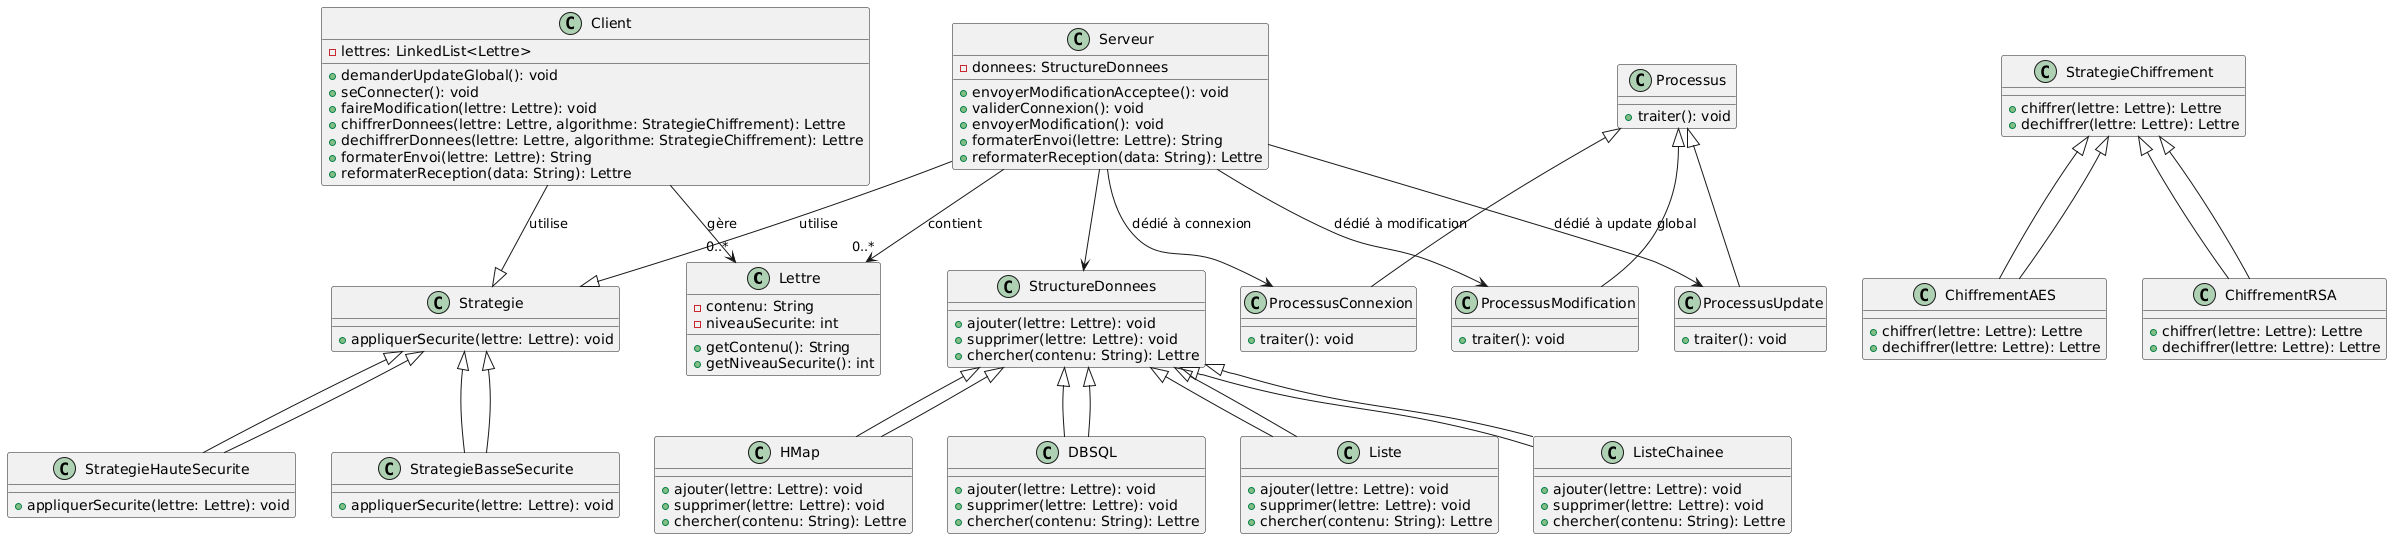 Client
lettres: LinkedList<Lettre>
demanderUpdateGlobal(): void
seConnecter(): void
faireModification(lettre: Lettre): void
chiffrerDonnees(lettre: Lettre, algorithme: StrategieChiffrement): Lettre
dechiffrerDonnees(lettre: Lettre, algorithme: StrategieChiffrement): Lettre
formaterEnvoi(lettre: Lettre): String
reformaterReception(data: String): Lettre
Serveur
donnees: StructureDonnees
envoyerModificationAcceptee(): void
validerConnexion(): void
envoyerModification(): void
formaterEnvoi(lettre: Lettre): String
reformaterReception(data: String): Lettre
Processus
traiter(): void
StrategieChiffrement
chiffrer(lettre: Lettre): Lettre
dechiffrer(lettre: Lettre): Lettre
utilise
gère
0..*
utilise
contient
0..*
dédié à connexion
dédié à modification
dédié à update global
Strategie
appliquerSecurite(lettre: Lettre): void
Lettre
contenu: String
niveauSecurite: int
getContenu(): String
getNiveauSecurite(): int
StructureDonnees
ajouter(lettre: Lettre): void
supprimer(lettre: Lettre): void
chercher(contenu: String): Lettre
ProcessusConnexion
traiter(): void
ProcessusModification
traiter(): void
ProcessusUpdate
traiter(): void
ChiffrementAES
chiffrer(lettre: Lettre): Lettre
dechiffrer(lettre: Lettre): Lettre
ChiffrementRSA
chiffrer(lettre: Lettre): Lettre
dechiffrer(lettre: Lettre): Lettre
StrategieHauteSecurite
appliquerSecurite(lettre: Lettre): void
StrategieBasseSecurite
appliquerSecurite(lettre: Lettre): void
HMap
ajouter(lettre: Lettre): void
supprimer(lettre: Lettre): void
chercher(contenu: String): Lettre
DBSQL
ajouter(lettre: Lettre): void
supprimer(lettre: Lettre): void
chercher(contenu: String): Lettre
Liste
ajouter(lettre: Lettre): void
supprimer(lettre: Lettre): void
chercher(contenu: String): Lettre
ListeChainee
ajouter(lettre: Lettre): void
supprimer(lettre: Lettre): void
chercher(contenu: String): Lettre